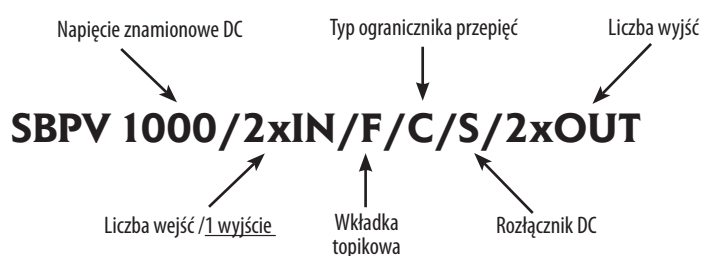 Napięcie znamionowe DC
Typ ogranicznika przepięć
Liczba wyjść
SBPV 1000/2xIN/F/C/S/2xOUT
Liczba wejść /1 wyjście
Wkładka
topikowa
Rozłącznik DC